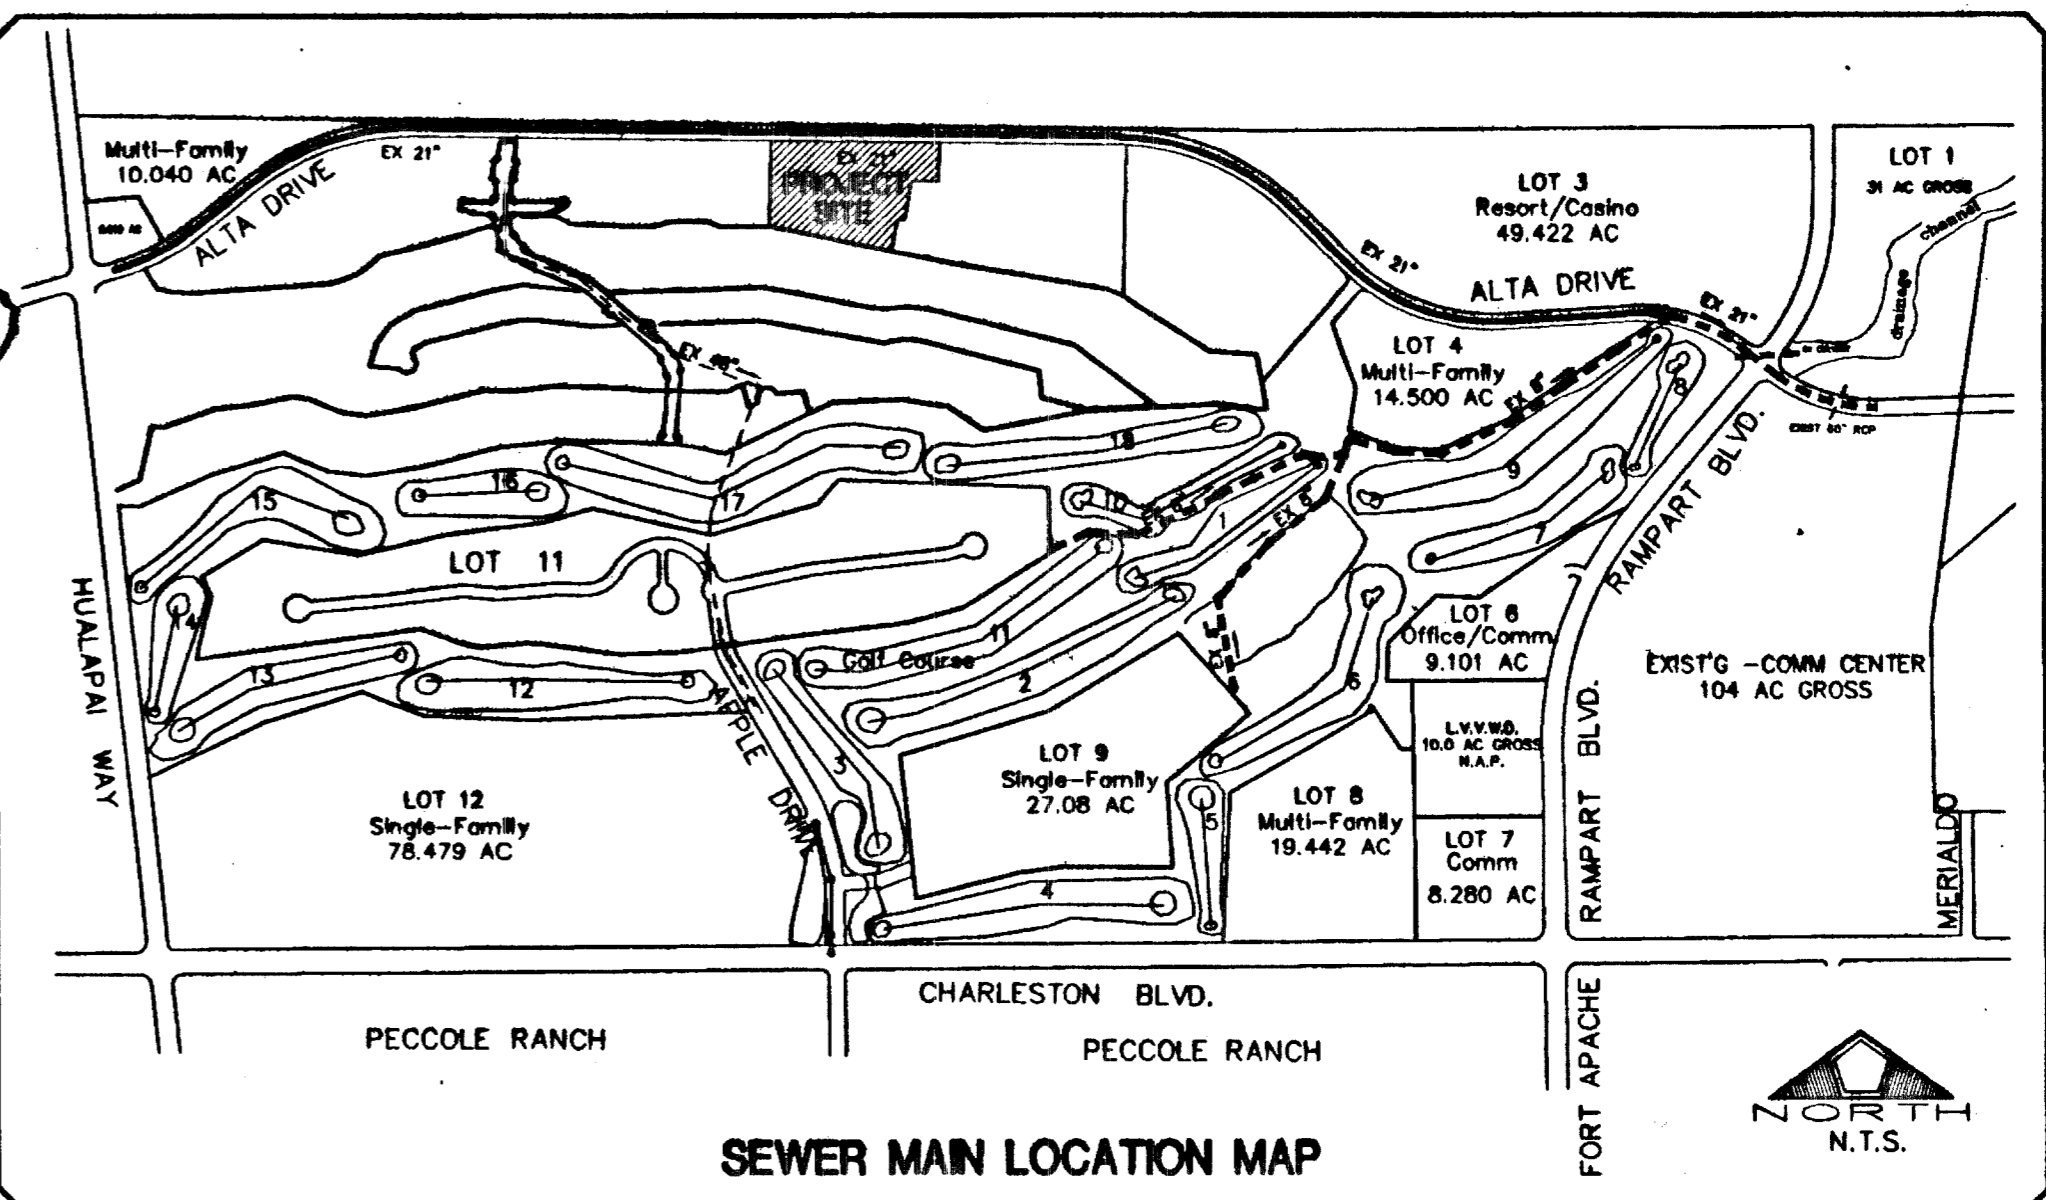 Multi-Family
10.040 AC
EX 21"
ALTA DRIVE
EX 21"
PROJECT
SITE
LOT 3
Resort/Casino
49.422 AC
LOT 1
31 AC GROSS
channel
drainage
EX 21"
ALTA DRIVE
EX 21"
LOT 4
Multi-Family
14.500 AC
EX 8"
EXIST 60" RCP
8
18
9
7
10
1
EX 8"
15
16
17
LOT 11
14
13
12
11
Golf Course
2
3
6
5
4
HUALAPAI WAY
APPLE
DRIVE
RAMPART BLVD.
LOT 6
Office/Comm
9.101 AC
EXIST'G -COMM CENTER
104 AC GROSS
L.V.V.W.D.
10.0 AC GROSS
N.A.P.
LOT 9
Single-Family
27.08 AC
LOT 12
Single-Family
78.479 AC
LOT 8
Multi-Family
19.442 AC
LOT 7
Comm
8.280 AC
RAMPART BLVD.
MERIALDO
CHARLESTON BLVD.
PECCOLE RANCH
PECCOLE RANCH
FORT APACHE
NORTH
N.T.S.
SEWER MAIN LOCATION MAP